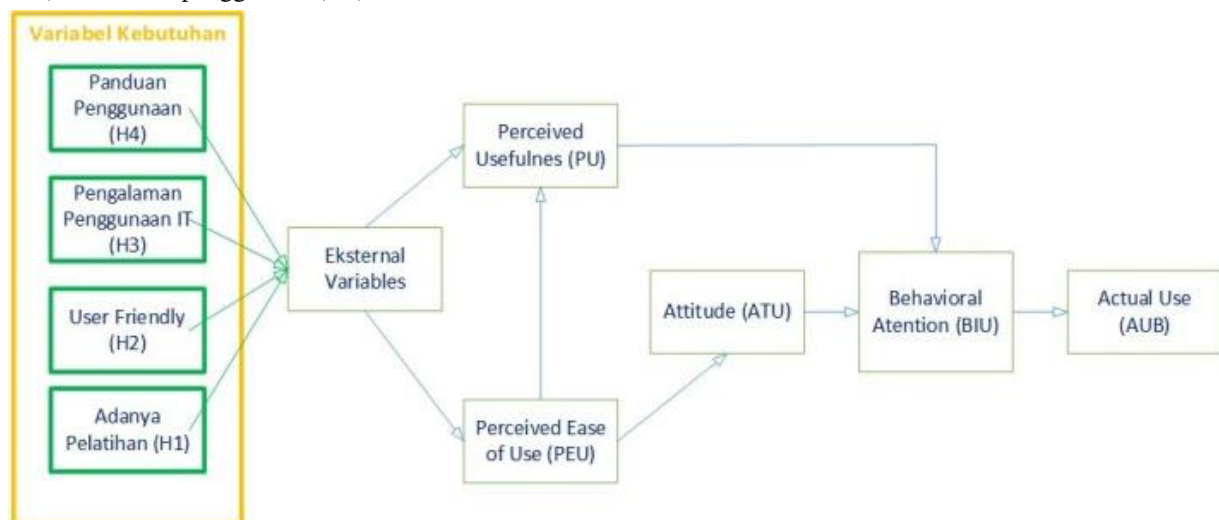 Variabel Kebutuhan
Panduan
Penggunaan
(H4)
Pengalaman
Penggunaan IT
(H3)
User Friendly
(H2)
Adanya
Pelatihan (H1)
Eksternal
Variables
Perceived
Usefulnes (PU)
Perceived Ease
of Use (PEU)
Attitude (ATU)
Behavioral
Atention (BIU)
Actual Use
(AUB)